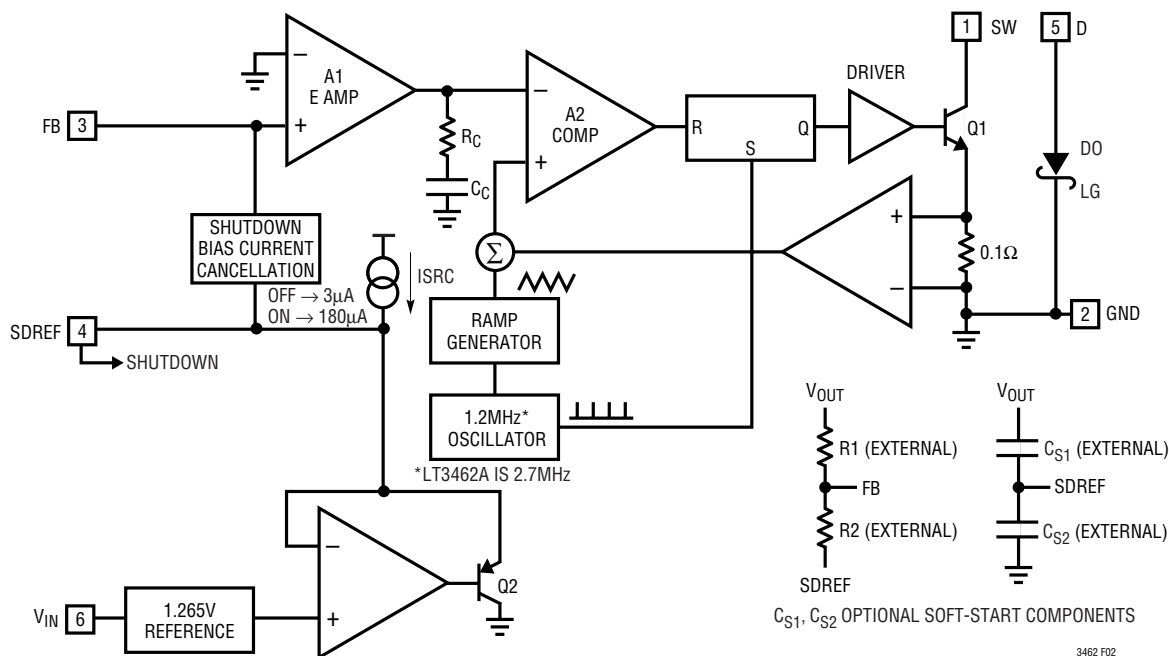 1
SW
5
D
A1
E AMP
−
+
FB
3
R_C
C_C
A2
COMP
−
+
R
Q
S
DRIVER
Q1
DO
LG
SHUTDOWN
BIAS CURRENT
CANCELLATION
OFF → 3µA
ON → 180µA
ISRC
Σ
+
−
0.1Ω
SDREF
4
SHUTDOWN
RAMP
GENERATOR
2
GND
1.2MHz*
OSCILLATOR
*LT3462A IS 2.7MHz
V_OUT
R1 (EXTERNAL)
FB
R2 (EXTERNAL)
SDREF
V_OUT
C_S1 (EXTERNAL)
SDREF
C_S2 (EXTERNAL)
−
+
Q2
V_IN
6
1.265V
REFERENCE
C_S1, C_S2 OPTIONAL SOFT-START COMPONENTS
3462 F02